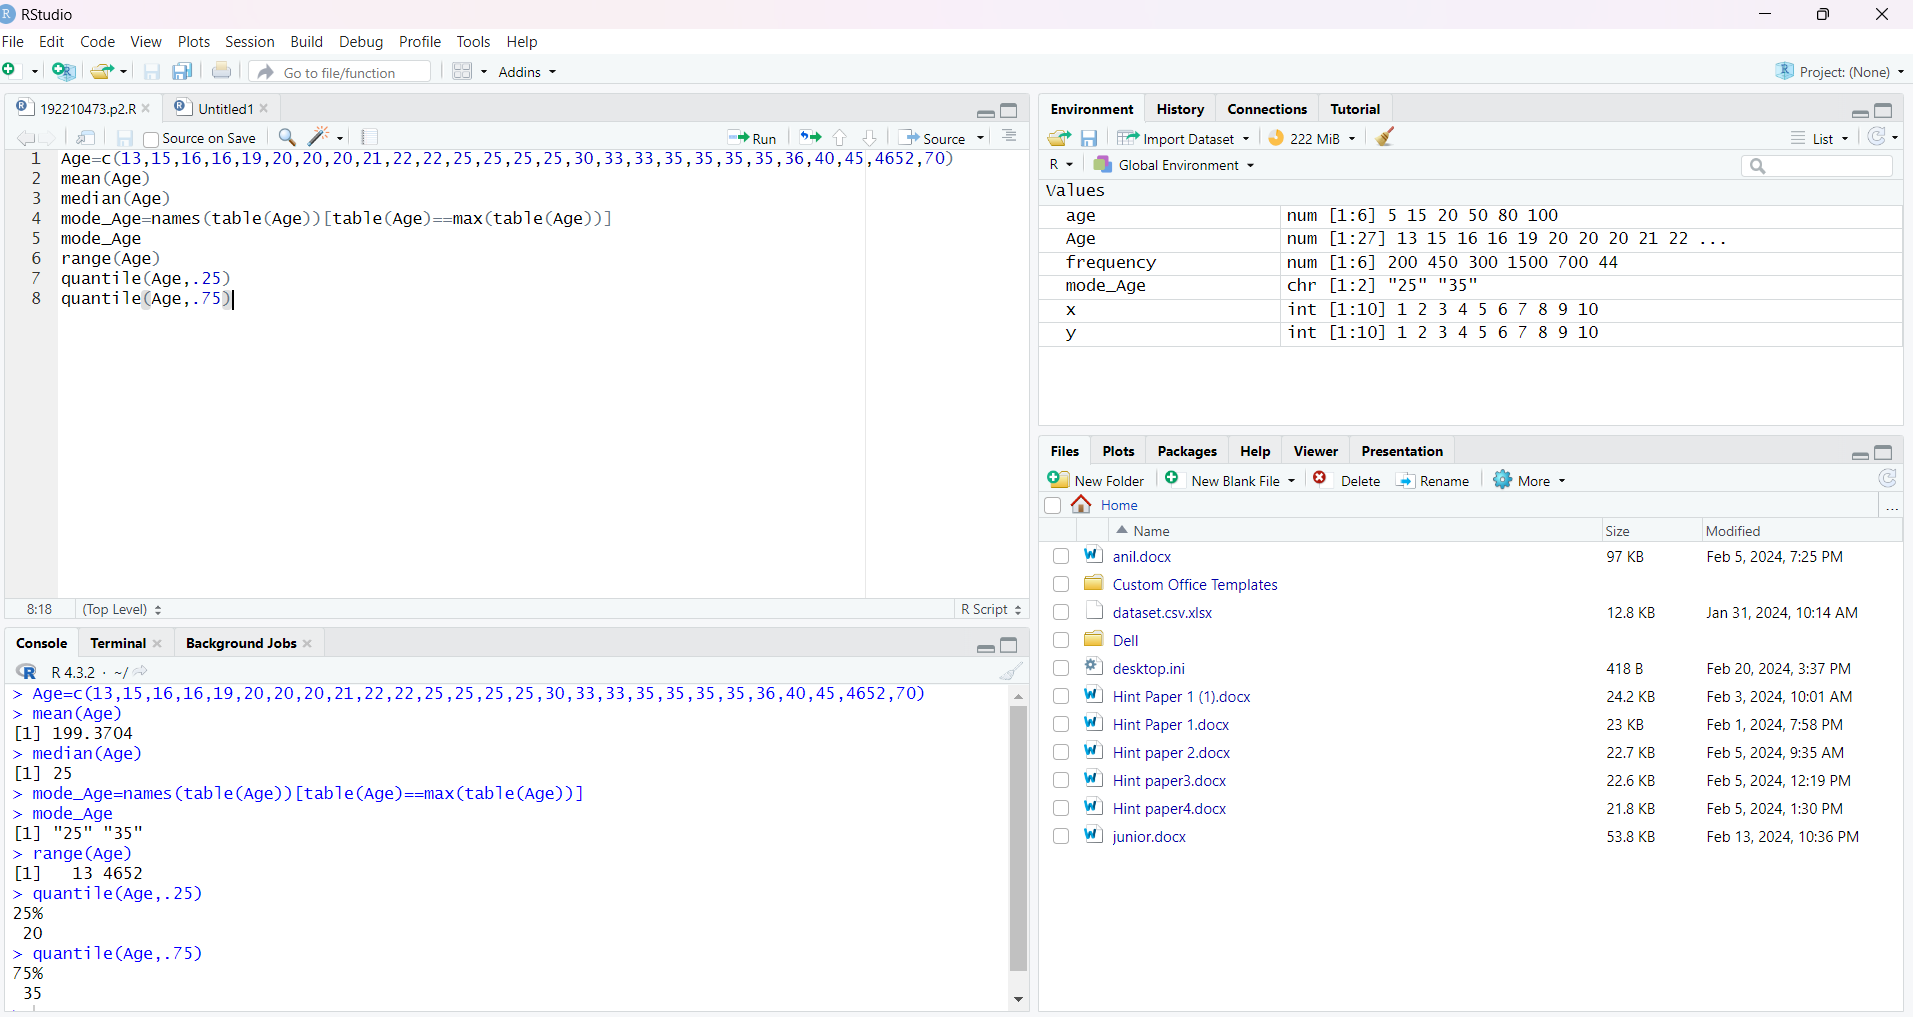 RStudio
File Edit Code View Plots Session Build Debug Profile Tools Help
Go to file/function Addins Project: (None)
192210473.p2.R Untitled1
Source on Save Run Source
1 Age=c(13,15,16,16,19,20,20,20,21,22,22,25,25,25,25,30,33,33,35,35,35,35,36,40,45,4652,70)
2 mean(Age)
3 median(Age)
4 mode_Age=names(table(Age))[table(Age)==max(table(Age))]
5 mode_Age
6 range(Age)
7 quantile(Age,.25)
8 quantile(Age,.75)
8:18 (Top Level) R Script
Console Terminal Background Jobs
R 4.3.2 · ~/
> Age=c(13,15,16,16,19,20,20,20,21,22,22,25,25,25,25,30,33,33,35,35,35,35,36,40,45,4652,70)
> mean(Age)
[1] 199.3704
> median(Age)
[1] 25
> mode_Age=names(table(Age))[table(Age)==max(table(Age))]
> mode_Age
[1] "25" "35"
> range(Age)
[1]   13 4652
> quantile(Age,.25)
25%
 20
> quantile(Age,.75)
75%
 35
Environment History Connections Tutorial
Import Dataset 222 MiB List
R Global Environment
Values
age num [1:6] 5 15 20 50 80 100
Age num [1:27] 13 15 16 16 19 20 20 20 21 22 ...
frequency num [1:6] 200 450 300 1500 700 44
mode_Age chr [1:2] "25" "35"
x int [1:10] 1 2 3 4 5 6 7 8 9 10
y int [1:10] 1 2 3 4 5 6 7 8 9 10
Files Plots Packages Help Viewer Presentation
New Folder New Blank File Delete Rename More
Home ...
Name Size Modified
anil.docx 97 KB Feb 5, 2024, 7:25 PM
Custom Office Templates
dataset.csv.xlsx 12.8 KB Jan 31, 2024, 10:14 AM
Dell
desktop.ini 418 B Feb 20, 2024, 3:37 PM
Hint Paper 1 (1).docx 24.2 KB Feb 3, 2024, 10:01 AM
Hint Paper 1.docx 23 KB Feb 1, 2024, 7:58 PM
Hint paper 2.docx 22.7 KB Feb 5, 2024, 9:35 AM
Hint paper3.docx 22.6 KB Feb 5, 2024, 12:19 PM
Hint paper4.docx 21.8 KB Feb 5, 2024, 1:30 PM
junior.docx 53.8 KB Feb 13, 2024, 10:36 PM